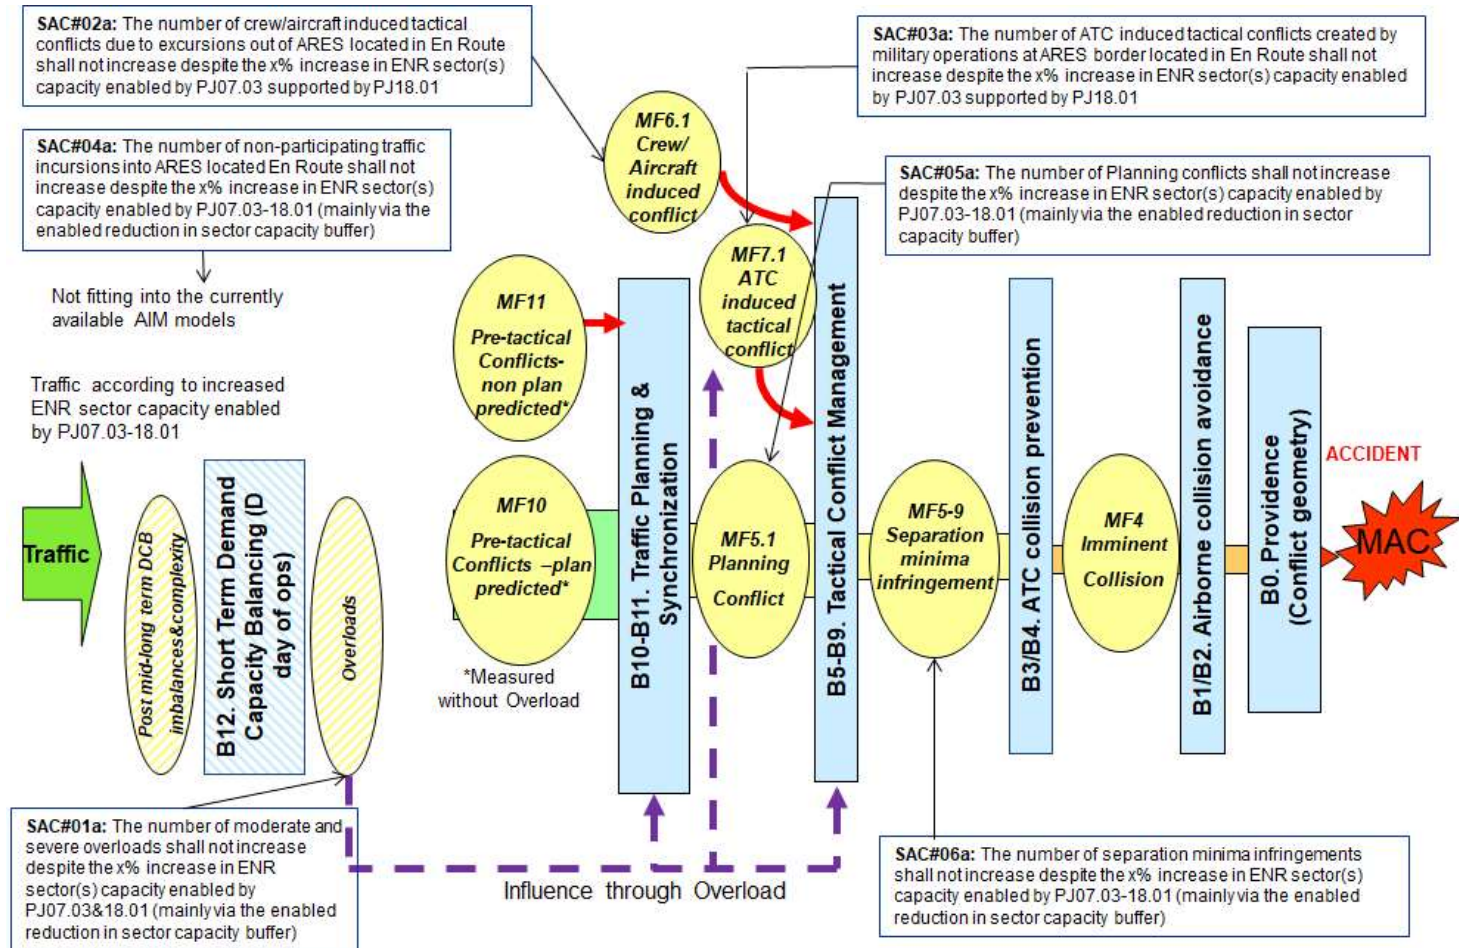 SAC#02a: The number of crew/aircraft induced tactical
conflicts due to excursions out of ARES located in En Route
shall not increase despite the x% increase in ENR sector(s)
capacity enabled by PJ07.03 supported by PJ18.01
SAC#03a: The number of ATC induced tactical conflicts created by
military operations at ARES border located in En Route shall not
increase despite the x% increase in ENR sector(s) capacity enabled
by PJ07.03 supported by PJ18.01
SAC#04a: The number of non-participating traffic
incursions into ARES located En Route shall not
increase despite the x% increase in ENR sector(s)
capacity enabled by PJ07.03-18.01 (mainly via the
enabled reduction in sector capacity buffer)
SAC#05a: The number of Planning conflicts shall not increase
despite the x% increase in ENR sector(s) capacity enabled by
PJ07.03-18.01 (mainly via the enabled reduction in sector
capacity buffer)
Not fitting into the currently
available AIM models
Traffic according to increased
ENR sector capacity enabled
by PJ07.03-18.01
MF6.1
Crew/
Aircraft
induced
conflict
MF7.1
ATC
induced
tactical
conflict
MF11
Pre-tactical
Conflicts-
non plan
predicted*
MF10
Pre-tactical
Conflicts –plan
predicted*
*Measured
without Overload
Traffic
Post mid-long term DCB
imbalances&complexity
B12. Short Term Demand
Capacity Balancing (D
day of ops)
Overloads
B10-B11. Traffic Planning &
Synchronization
MF5.1
Planning
Conflict
B5-B9. Tactical Conflict Management
MF5-9
Separation
minima
infringement
B3/B4. ATC collision prevention
MF4
Imminent
Collision
B1/B2. Airborne collision avoidance
B0. Providence
(Conflict geometry)
ACCIDENT
MAC
SAC#01a: The number of moderate and
severe overloads shall not increase
despite the x% increase in ENR
sector(s) capacity enabled by
PJ07.03&18.01 (mainly via the enabled
reduction in sector capacity buffer)
Influence through Overload
SAC#06a: The number of separation minima infringements
shall not increase despite the x% increase in ENR sector(s)
capacity enabled by PJ07.03-18.01 (mainly via the enabled
reduction in sector capacity buffer)